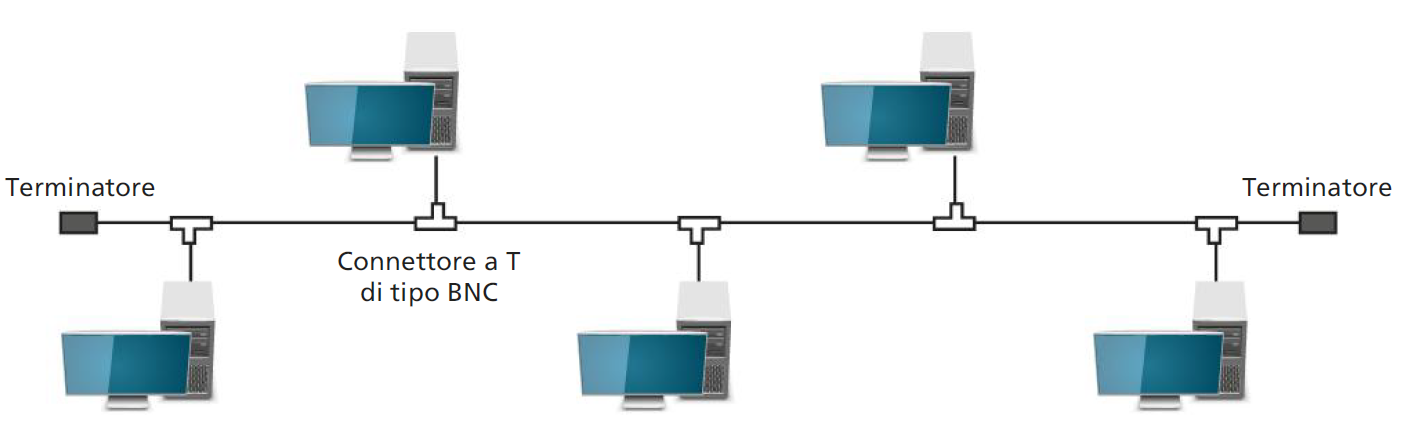 Terminatore
Terminatore
Connettore a T
di tipo BNC